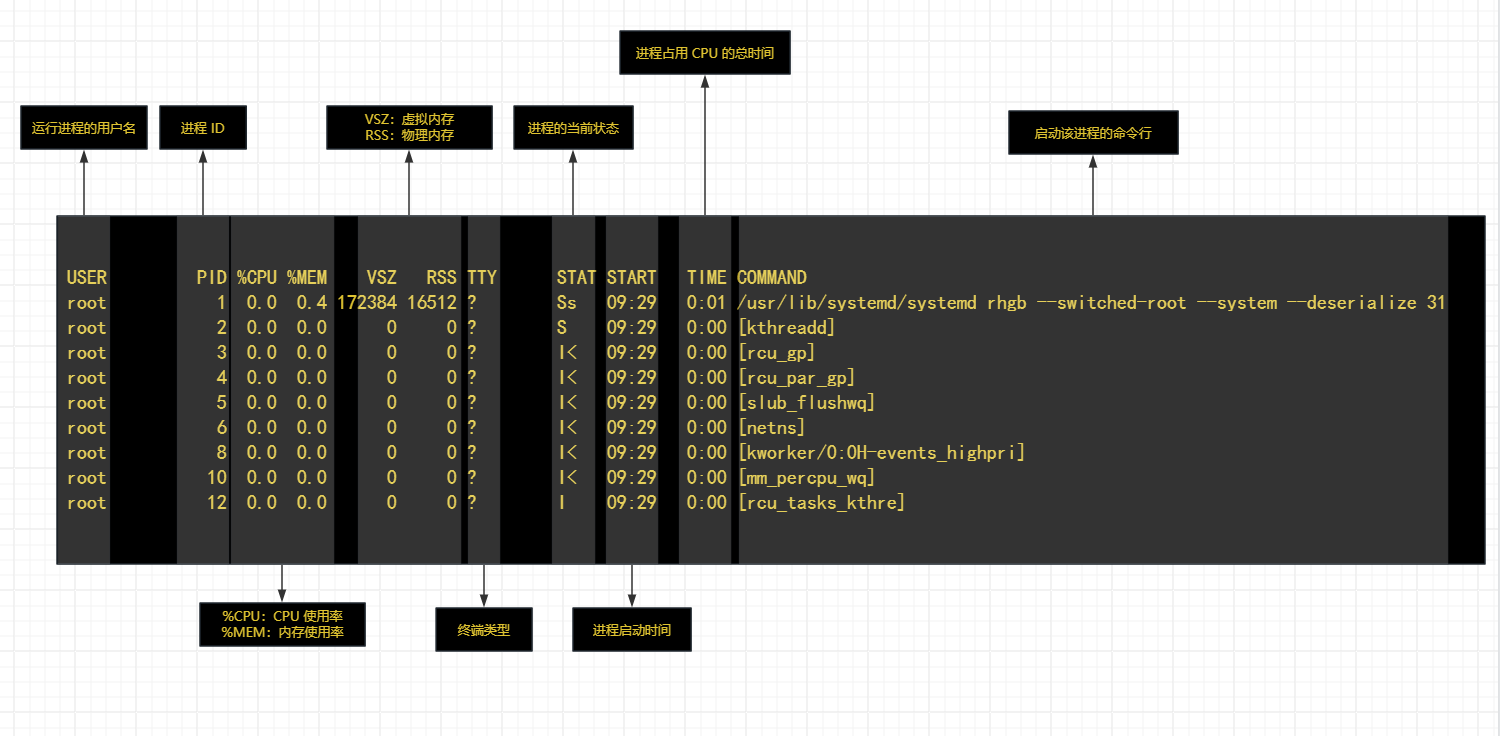 进程占用 CPU 的总时间
运行进程的用户名
进程 ID
VSZ：虚拟内存
RSS：物理内存
进程的当前状态
启动该进程的命令行
USER PID %CPU %MEM VSZ RSS TTY STAT START TIME COMMAND
root 1 0.0 0.4 172384 16512 ? Ss 09:29 0:01 /usr/lib/systemd/systemd rhgb --switched-root --system --deserialize 31
root 2 0.0 0.0 0 0 ? S 09:29 0:00 [kthreadd]
root 3 0.0 0.0 0 0 ? I< 09:29 0:00 [rcu_gp]
root 4 0.0 0.0 0 0 ? I< 09:29 0:00 [rcu_par_gp]
root 5 0.0 0.0 0 0 ? I< 09:29 0:00 [slub_flushwq]
root 6 0.0 0.0 0 0 ? I< 09:29 0:00 [netns]
root 8 0.0 0.0 0 0 ? I< 09:29 0:00 [kworker/0:0H-events_highpri]
root 10 0.0 0.0 0 0 ? I< 09:29 0:00 [mm_percpu_wq]
root 12 0.0 0.0 0 0 ? I 09:29 0:00 [rcu_tasks_kthre]
%CPU：CPU 使用率
%MEM：内存使用率
终端类型
进程启动时间